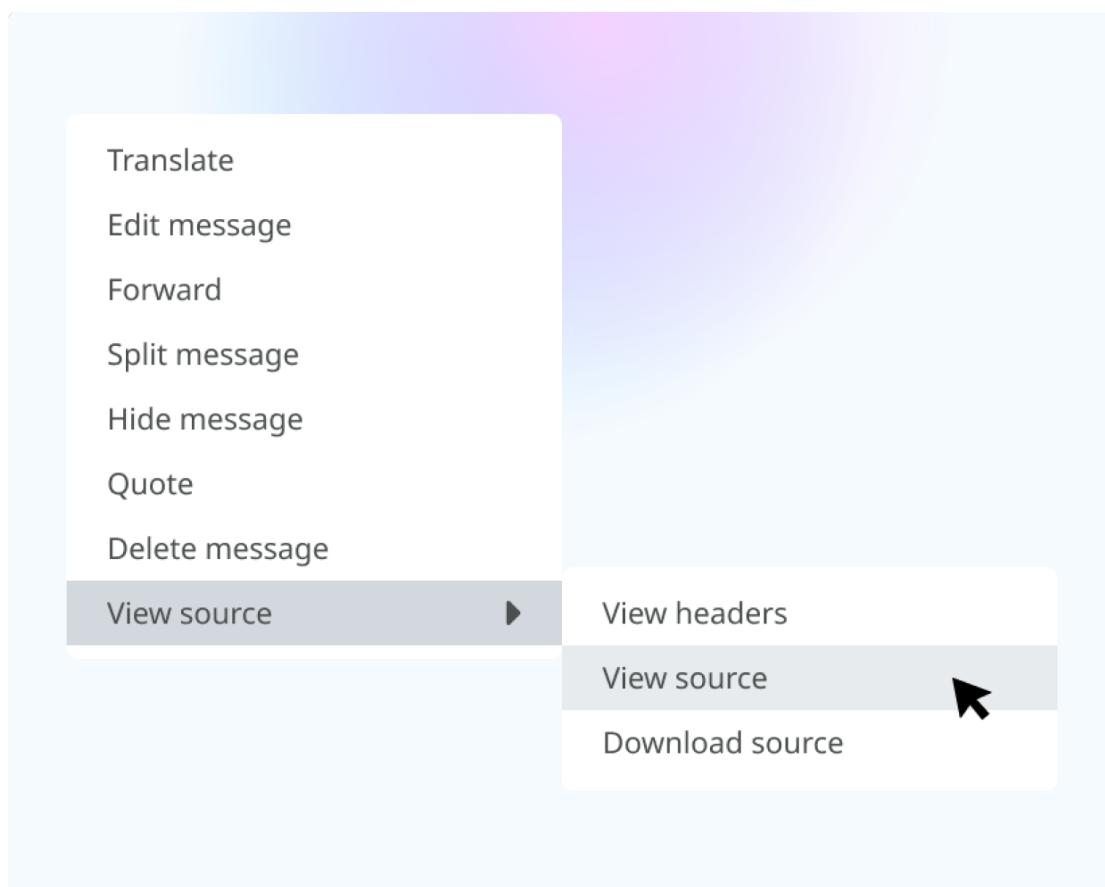 Translate
Edit message
Forward
Split message
Hide message
Quote
Delete message
View source
View headers
View source
Download source